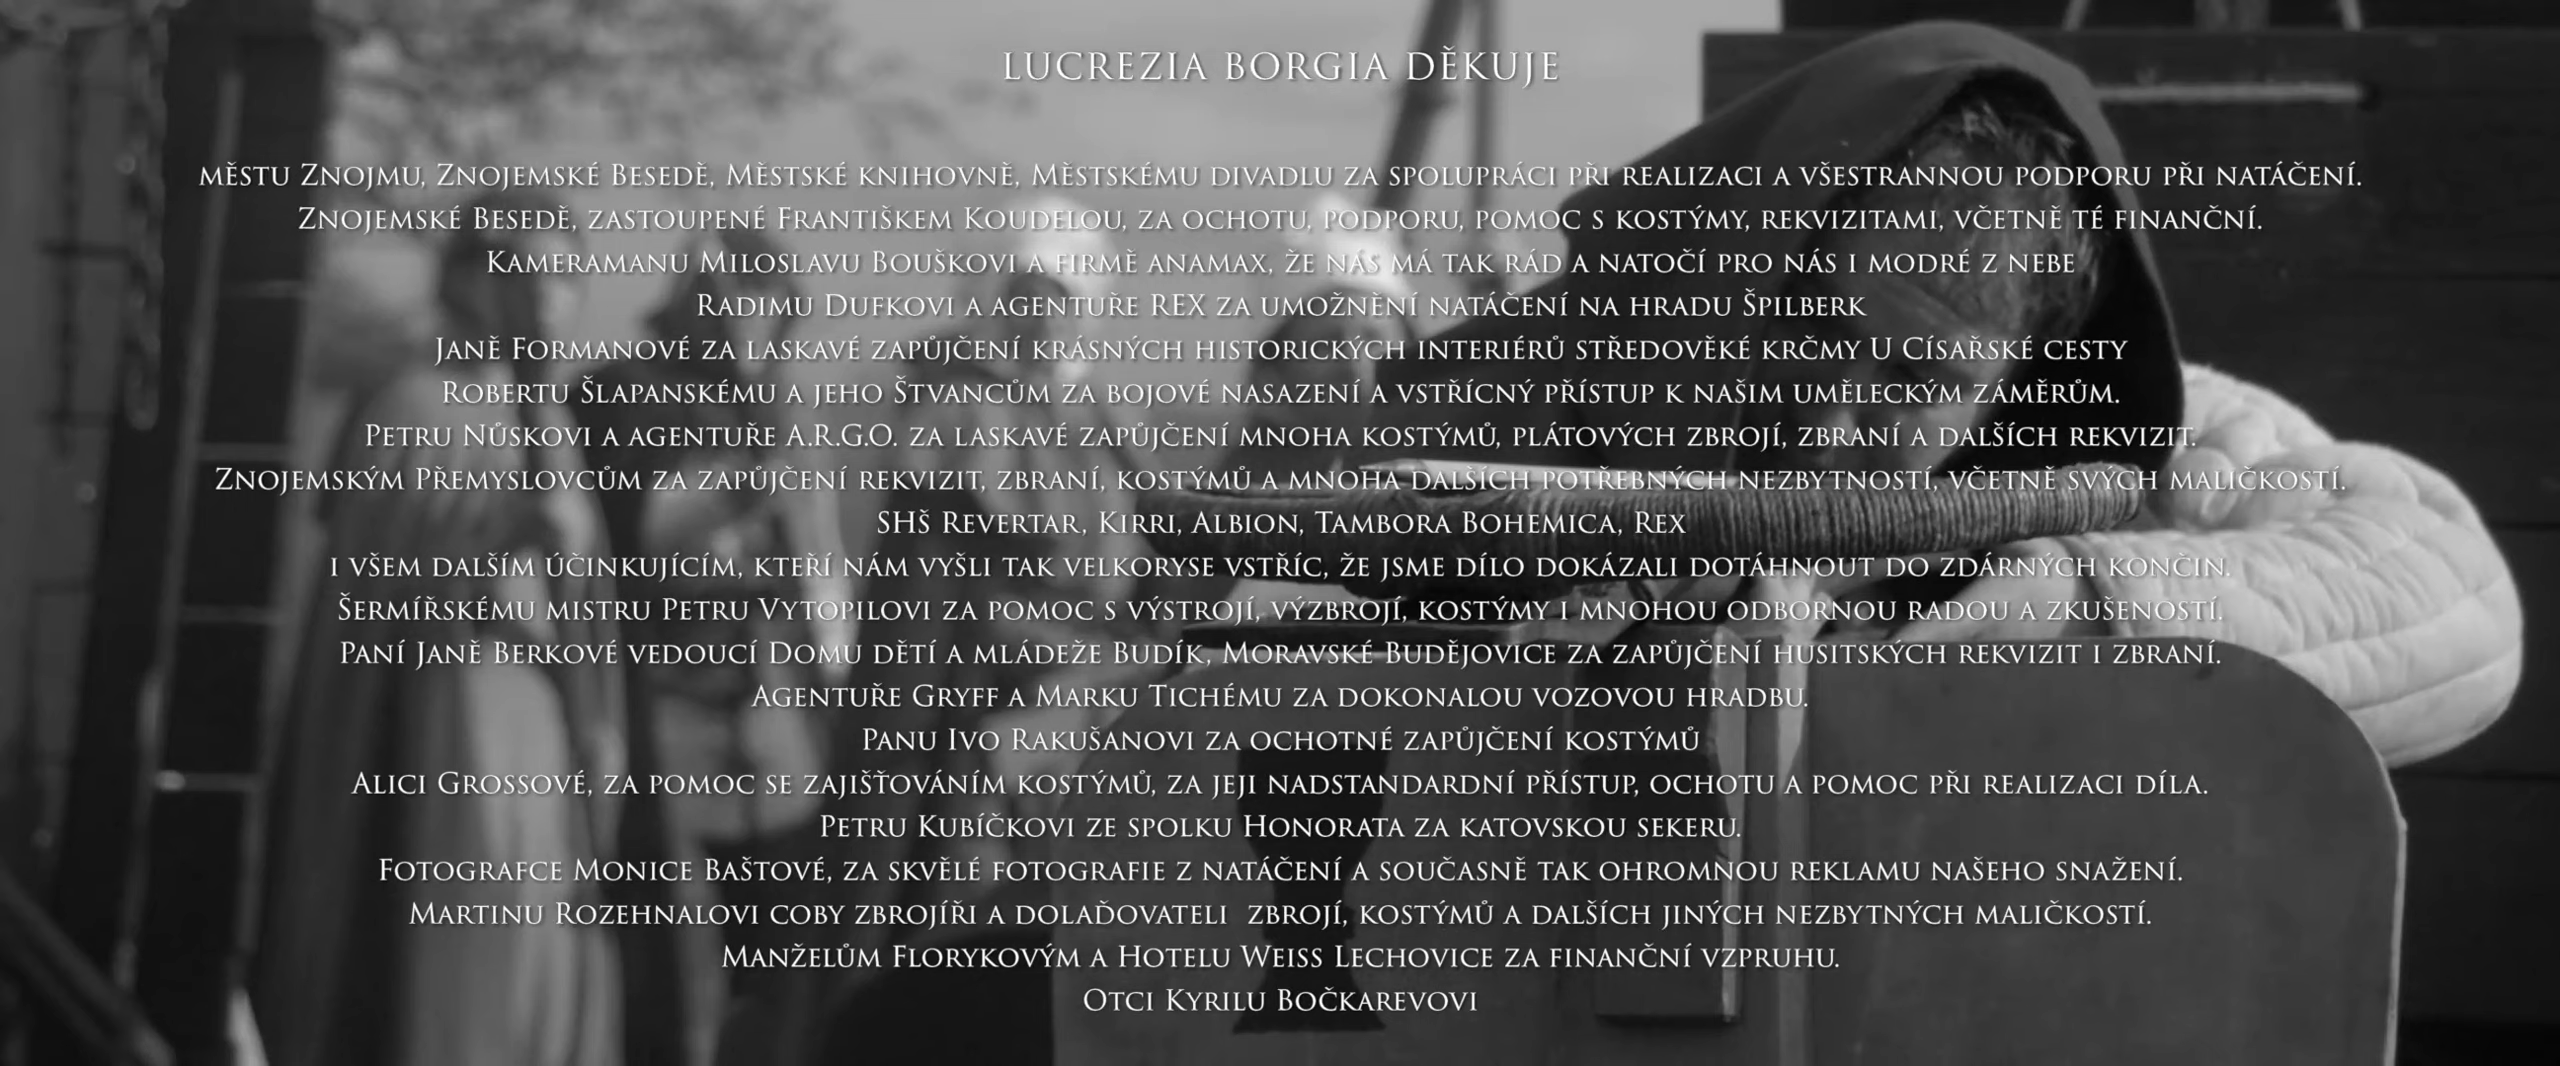 LUCREZIA BORGIA DĚKUJE
městu Znojmu, Znojemské Besedě, Městské knihovně, Městskému divadlu za spolupráci při realizaci a všestrannou podporu při natáčení.
Znojemské Besedě, zastoupené Františkem Koudelou, za ochotu, podporu, pomoc s kostýmy, rekvizitami, včetně té finanční.
Kameramanu Miloslavu Bouškovi a firmě anamax, že nás má tak rád a natočí pro nás i modré z nebe
Radimu Dufkovi a agentuře REX za umožnění natáčení na hradu Špilberk
Janě Formanové za laskavé zapůjčení krásných historických interiérů středověké krčmy U Císařské cesty
Robertu Šlapanskému a jeho Štvancům za bojové nasazení a vstřícný přístup k našim uměleckým záměrům.
Petru Nůskovi a agentuře A.R.G.O. za laskavé zapůjčení mnoha kostýmů, plátových zbrojí, zbraní a dalších rekvizit.
Znojemským Přemyslovcům za zapůjčení rekvizit, zbraní, kostýmů a mnoha dalších potřebných nezbytností, včetně svých maličkostí.
SHš Revertar, Kirri, Albion, Tambora Bohemica, Rex
i všem dalším účinkujícím, kteří nám vyšli tak velkoryse vstříc, že jsme dílo dokázali dotáhnout do zdárných končin.
Šermířskému mistru Petru Vytopilovi za pomoc s výstrojí, výzbrojí, kostýmy i mnohou odbornou radou a zkušeností.
Paní Janě Berkové vedoucí Domu dětí a mládeže Budík, Moravské Budějovice za zapůjčení husitských rekvizit i zbraní.
Agentuře Gryff a Marku Tichému za dokonalou vozovou hradbu.
Panu Ivo Rakušanovi za ochotné zapůjčení kostýmů
Alici Grossové, za pomoc se zajišťováním kostýmů, za jeji nadstandardní přístup, ochotu a pomoc při realizaci díla.
Petru Kubíčkovi ze spolku Honorata za katovskou sekeru.
Fotografce Monice Baštové, za skvělé fotografie z natáčení a současně tak ohromnou reklamu našeho snažení.
Martinu Rozehnalovi coby zbrojíři a dolaďovateli zbrojí, kostýmů a dalších jiných nezbytných maličkostí.
Manželům Florykovým a Hotelu Weiss Lechovice za finanční vzpruhu.
Otci Kyrilu Bočkarevovi